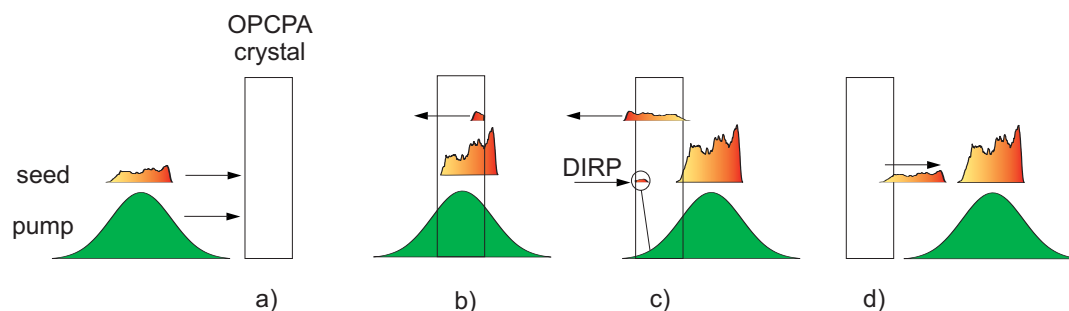 OPCPA
crystal
seed
pump
DIRP
a)
b)
c)
d)